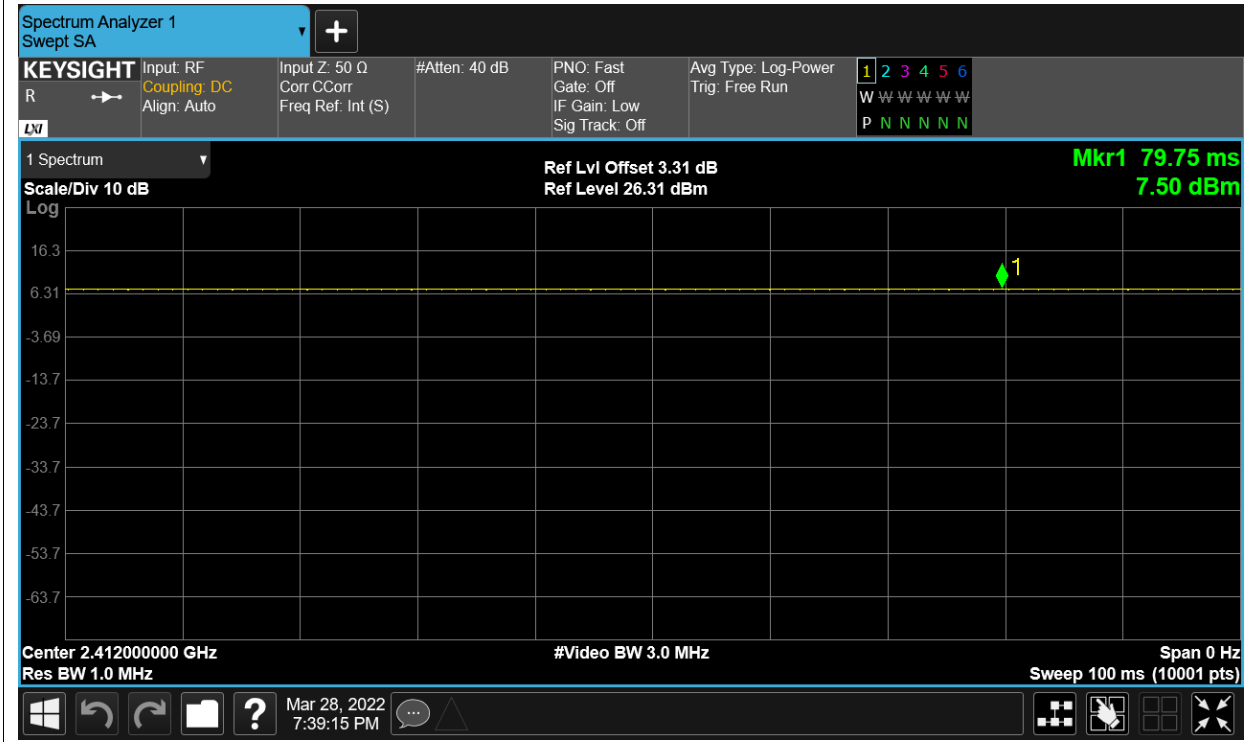 Spectrum Analyzer 1
Swept SA
KEYSIGHT
R
LXI
Input: RF
Coupling: DC
Align: Auto
Input Z: 50 Ω
Corr CCorr
Freq Ref: Int (S)
#Atten: 40 dB
PNO: Fast
Gate: Off
IF Gain: Low
Sig Track: Off
Avg Type: Log-Power
Trig: Free Run
1 2 3 4 5 6
W W W W W W
P N N N N N
1 Spectrum
Scale/Div 10 dB
Ref Lvl Offset 3.31 dB
Ref Level 26.31 dBm
Mkr1 79.75 ms
7.50 dBm
Log
16.3
6.31
-3.69
-13.7
-23.7
-33.7
-43.7
-53.7
-63.7
1
Center 2.412000000 GHz
Res BW 1.0 MHz
#Video BW 3.0 MHz
Span 0 Hz
Sweep 100 ms (10001 pts)
?
Mar 28, 2022
7:39:15 PM